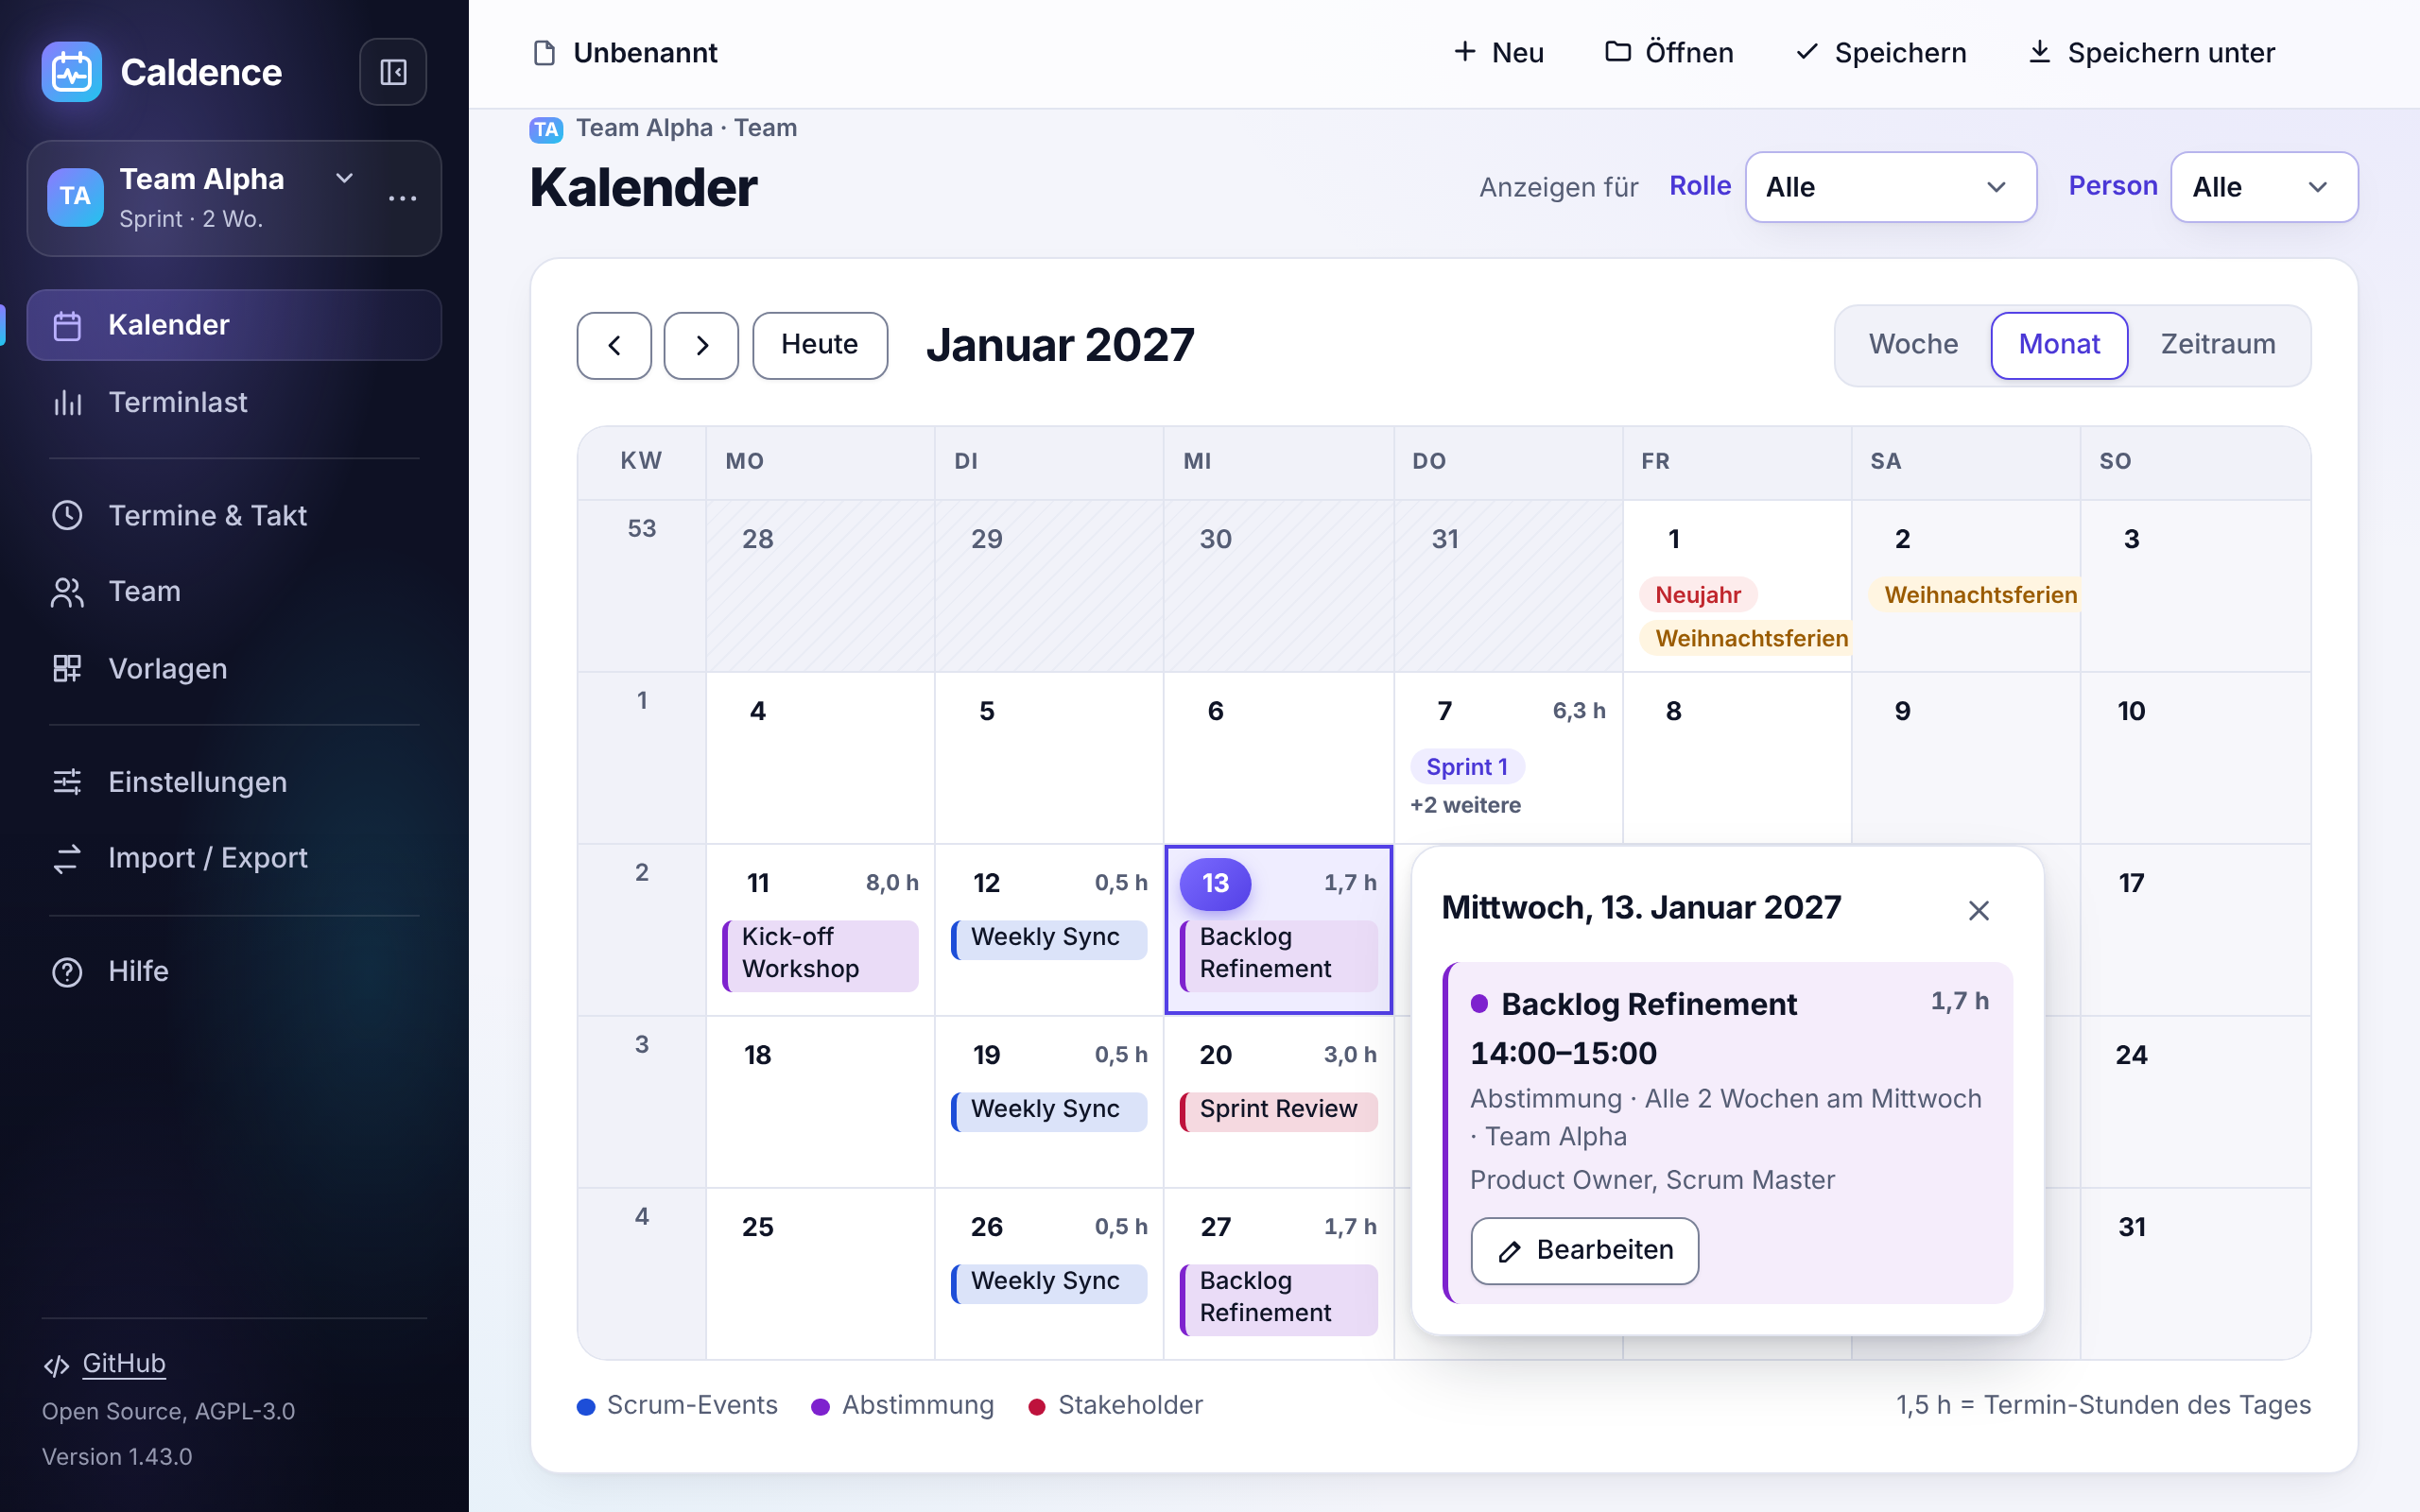 Caldence
TA
Team Alpha
Sprint · 2 Wo.
Kalender
Terminlast
Termine & Takt
Team
Vorlagen
Einstellungen
Import / Export
Hilfe
GitHub
Open Source, AGPL-3.0
Version 1.43.0
Unbenannt
Neu
Öffnen
Speichern
Speichern unter
TA Team Alpha · Team
Kalender
Anzeigen für
Rolle
Alle
Person
Alle
Heute
Januar 2027
Woche
Monat
Zeitraum
KW MO DI MI DO FR SA SO
53 28 29 30 31 1 2 3
Neujahr
Weihnachtsferien
Weihnachtsferien
1 4 5 6 7 6,3 h 8 9 10
Sprint 1
+2 weitere
2 11 8,0 h 12 0,5 h 13 1,7 h 17
Kick-off
Workshop
Weekly Sync
Backlog
Refinement
3 18 19 0,5 h 20 3,0 h 24
Weekly Sync
Sprint Review
4 25 26 0,5 h 27 1,7 h 31
Weekly Sync
Backlog
Refinement
Mittwoch, 13. Januar 2027
Backlog Refinement 1,7 h
14:00–15:00
Abstimmung · Alle 2 Wochen am Mittwoch
· Team Alpha
Product Owner, Scrum Master
Bearbeiten
Scrum-Events
Abstimmung
Stakeholder
1,5 h = Termin-Stunden des Tages